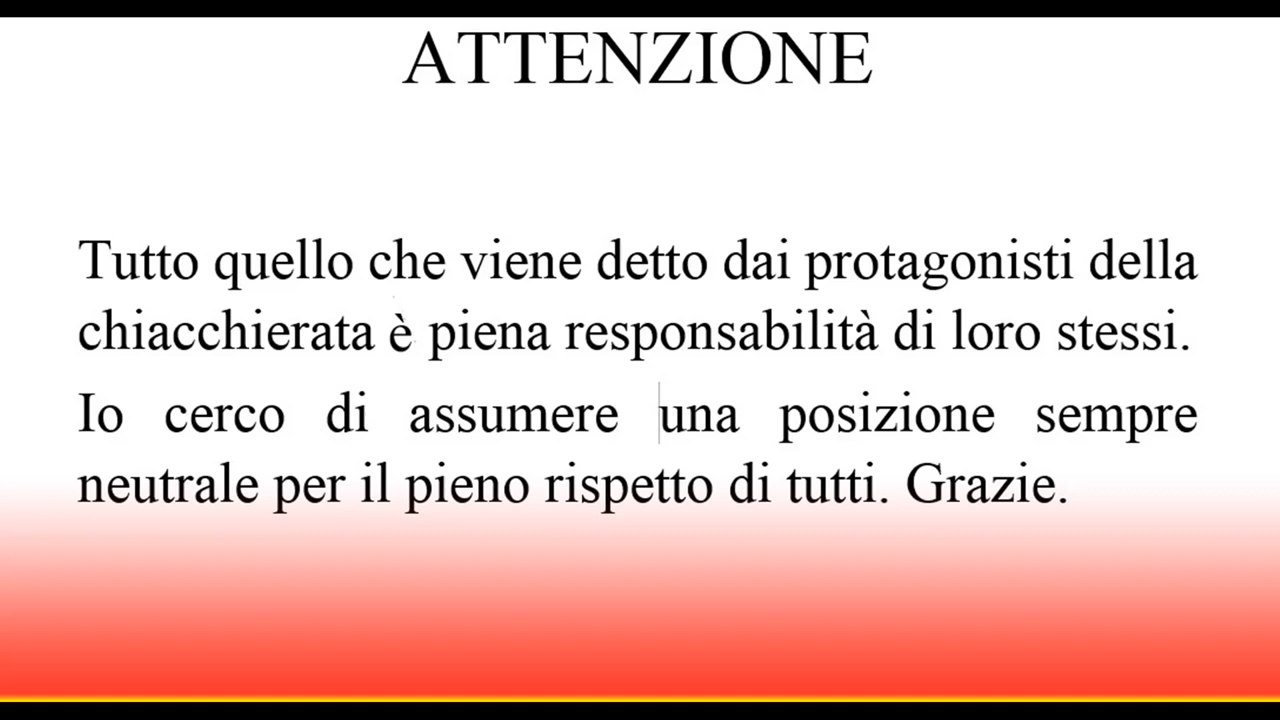 ATTENZIONE
Tutto quello che viene detto dai protagonisti della
chiacchierata è piena responsabilità di loro stessi.
Io cerco di assumere una posizione sempre
neutrale per il pieno rispetto di tutti. Grazie.